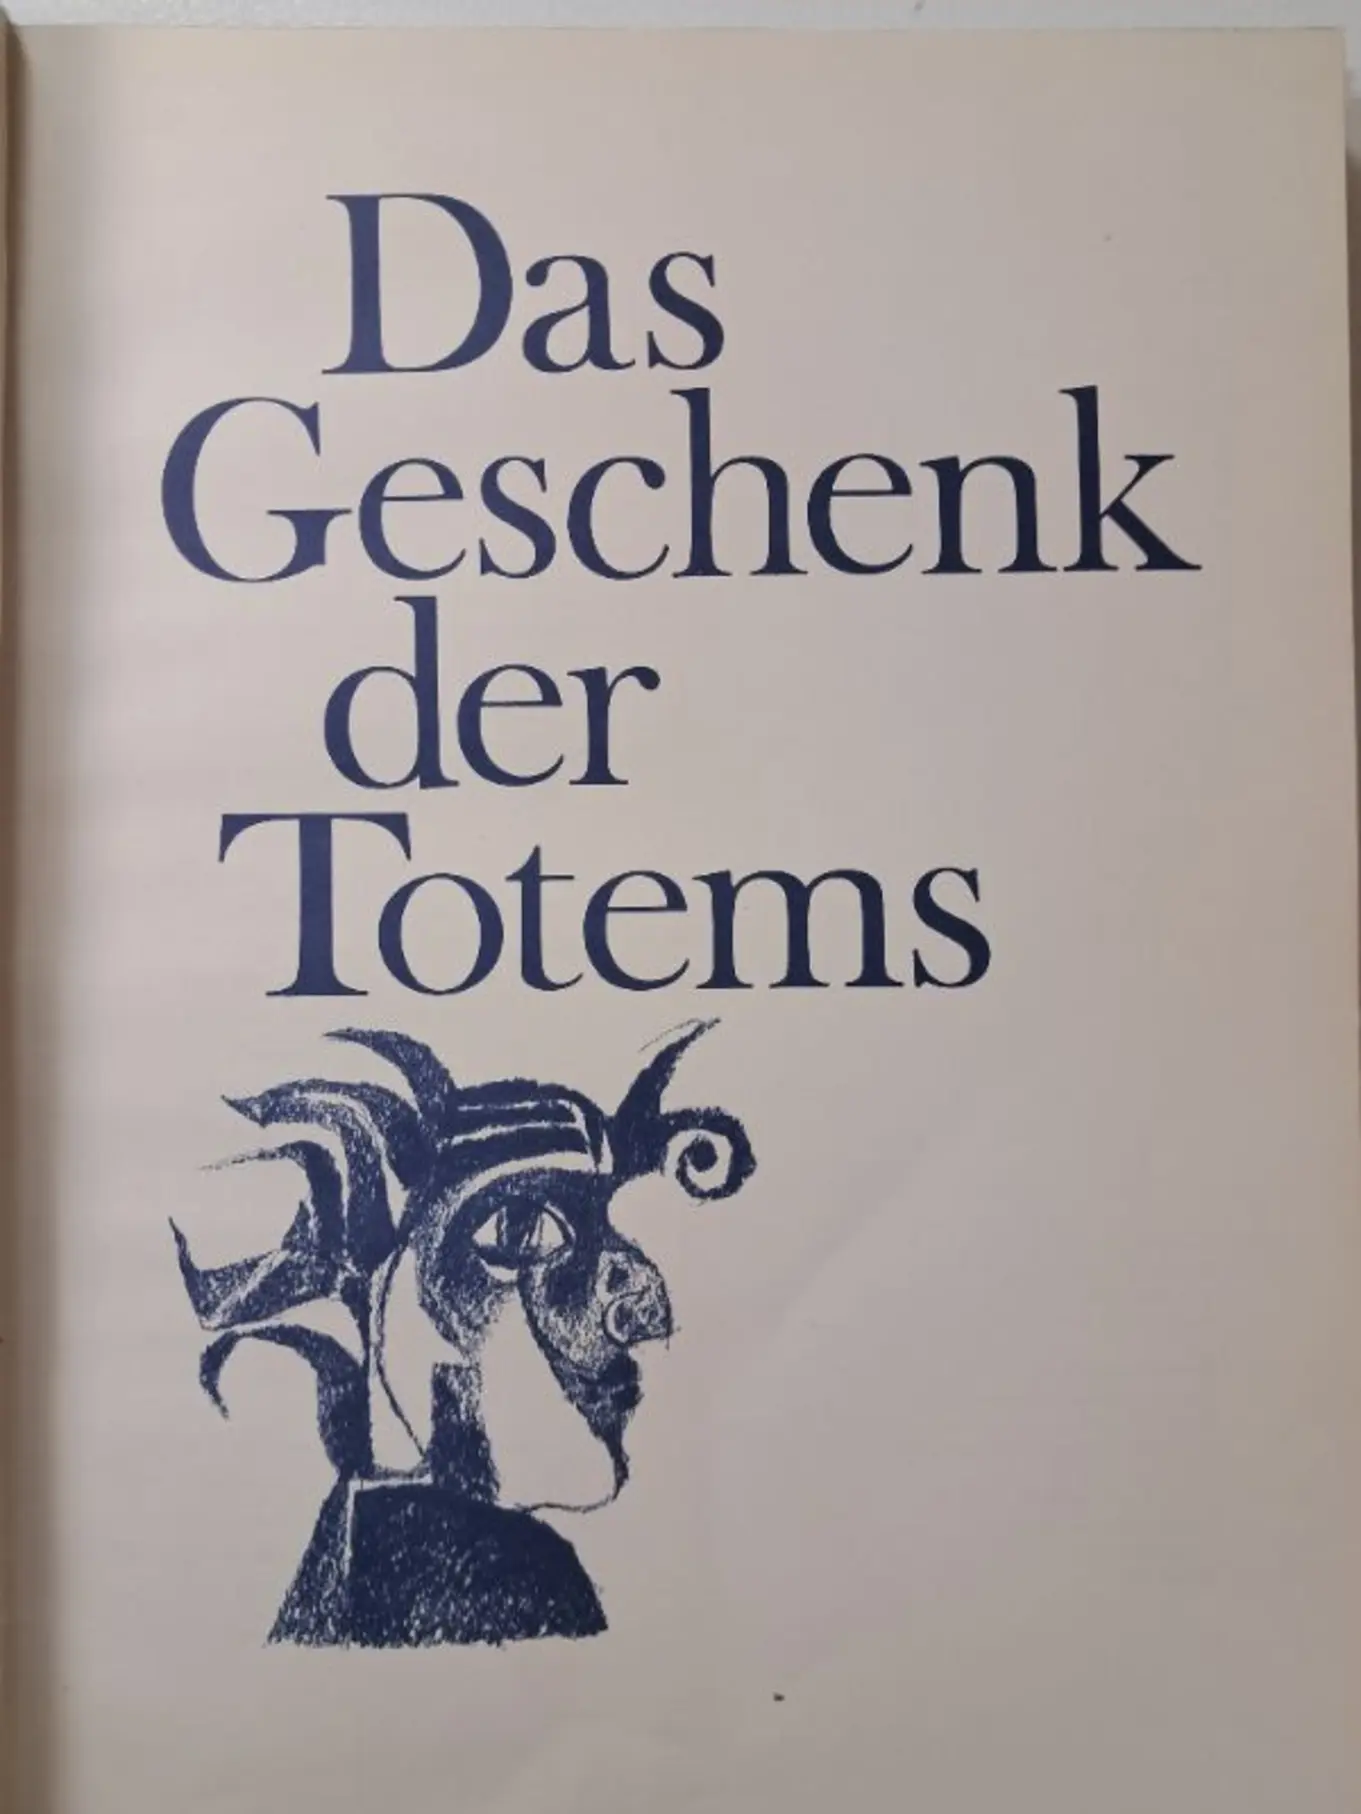 Das
Geschenk
der
Totems